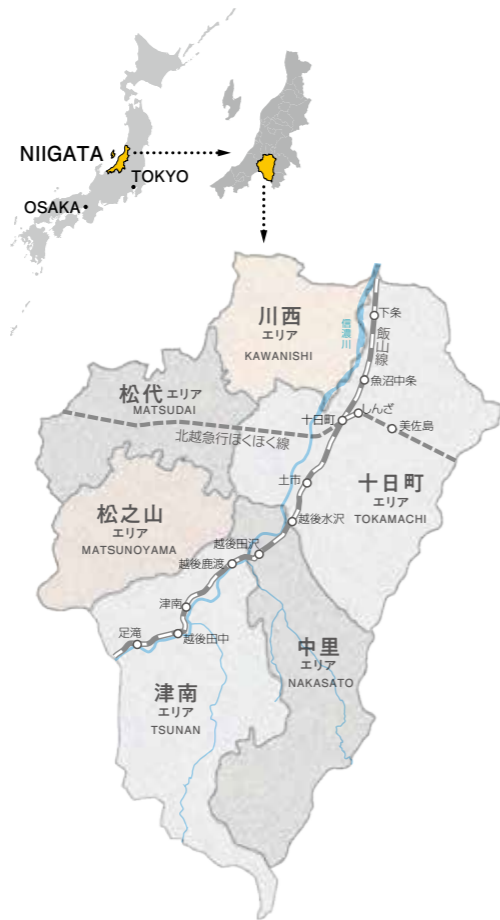 NIIGATA
TOKYO
OSAKA
川西
エリア
KAWANISHI
信濃川
飯山線
下条
魚沼中条
松代エリア
MATSUDAI
十日町
しんざ
美佐島
北越急行ほくほく線
土市
十日町
エリア
TOKAMACHI
松之山
エリア
MATSUNOYAMA
越後水沢
越後田沢
越後鹿渡
津南
足滝
越後田中
中里
エリア
NAKASATO
津南
エリア
TSUNAN